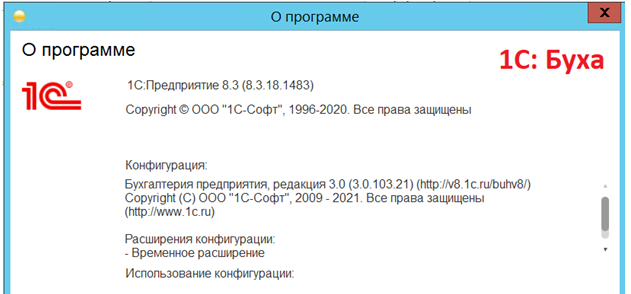 О программе
О программе
1С: Буха
1С
1С:Предприятие 8.3 (8.3.18.1483)
Copyright © ООО "1С-Софт", 1996-2020. Все права защищены
Конфигурация:
Бухгалтерия предприятия, редакция 3.0 (3.0.103.21) (http://v8.1c.ru/buhv8/)
Copyright (С) ООО "1С-Софт", 2009 - 2021. Все права защищены
(http://www.1c.ru)
Расширения конфигурации:
- Временное расширение
Использование конфигурации: